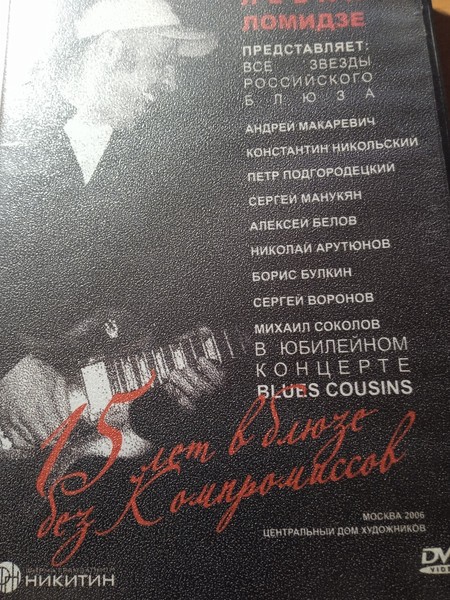 ЛОМИДЗЕ
ПРЕДСТАВЛЯЕТ:
ВСЕ ЗВЕЗДЫ
РОССИЙСКОГО
БЛЮЗА
АНДРЕЙ МАКАРЕВИЧ
КОНСТАНТИН НИКОЛЬСКИЙ
ПЕТР ПОДГОРОДЕЦКИЙ
СЕРГЕЙ МАНУКЯН
АЛЕКСЕЙ БЕЛОВ
НИКОЛАЙ АРУТЮНОВ
БОРИС БУЛКИН
СЕРГЕЙ ВОРОНОВ
МИХАИЛ СОКОЛОВ
В ЮБИЛЕЙНОМ
КОНЦЕРТЕ
BLUES COUSINS
15 лет в блюзе
без Компромиссов
МОСКВА 2006
ЦЕНТРАЛЬНЫЙ ДОМ ХУДОЖНИКОВ
НИКИТИН
VIDEO